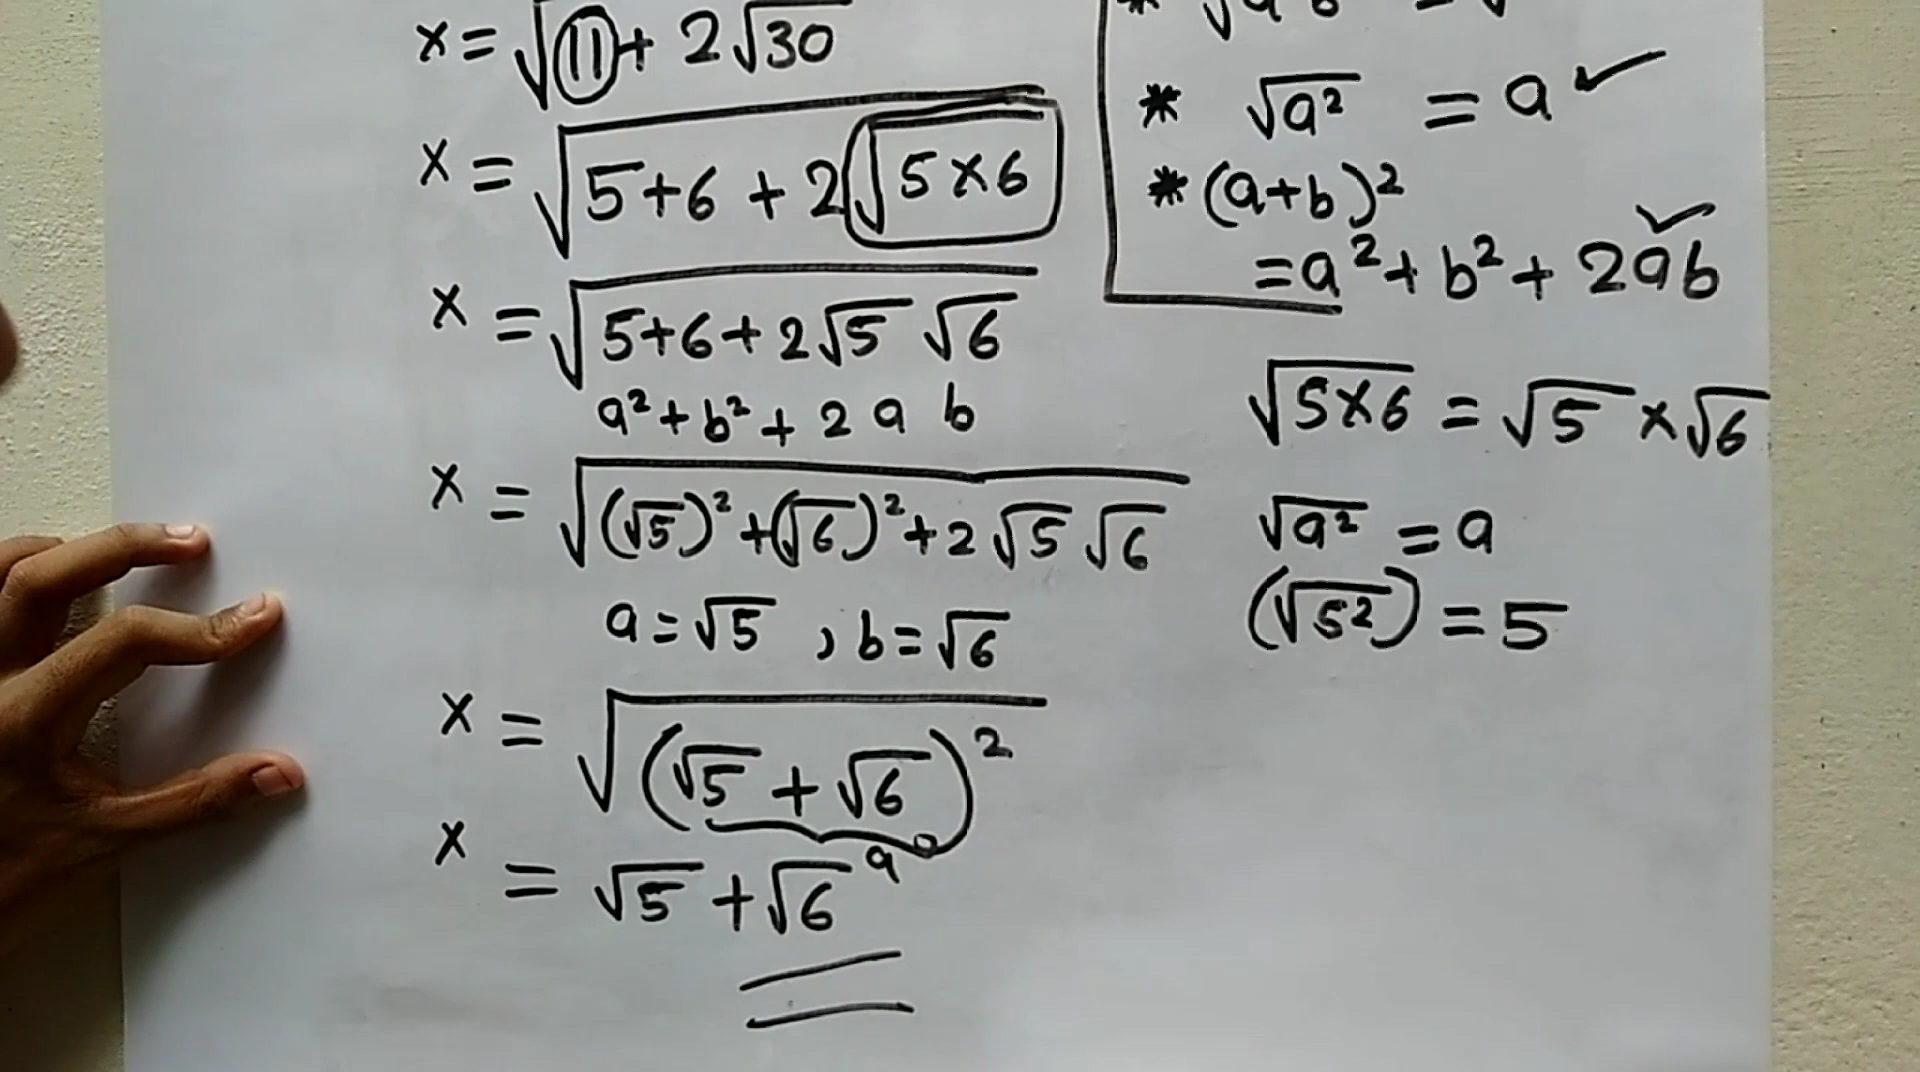 x = √11 + 2√30
x = √5+6 + 2√5×6
x = √5+6+2√5 √6
a²+b²+2 a b
x = √(√5)²+(√6)²+2√5√6
a=√5 , b=√6
x = √(√5 + √6)²
a
x = √5 + √6
* √a² = a ✓
* (a+b)²
= a²+b²+2ab
√5×6 = √5 × √6
√a² = a
(√5²) = 5